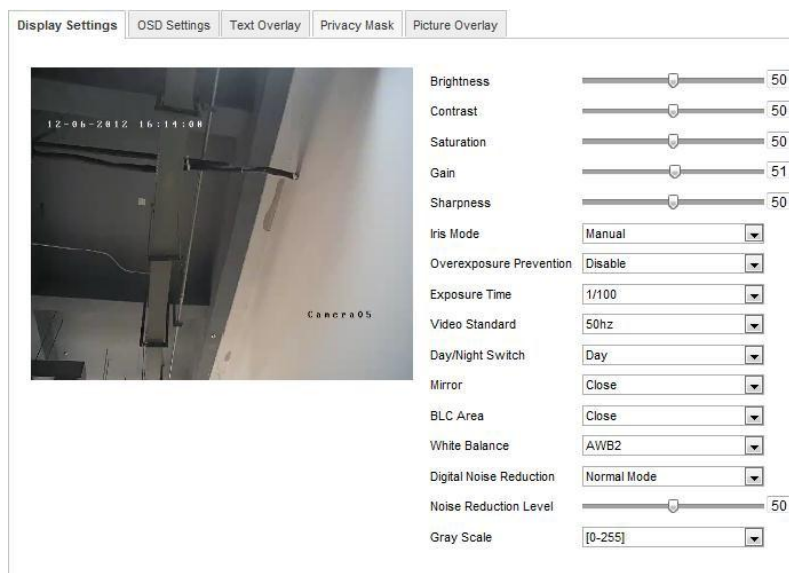 Display Settings OSD Settings Text Overlay Privacy Mask Picture Overlay
12-06-2012 16:14:00
Camera05
Brightness 50
Contrast 50
Saturation 50
Gain 51
Sharpness 50
Iris Mode Manual
Overexposure Prevention Disable
Exposure Time 1/100
Video Standard 50hz
Day/Night Switch Day
Mirror Close
BLC Area Close
White Balance AWB2
Digital Noise Reduction Normal Mode
Noise Reduction Level 50
Gray Scale [0-255]